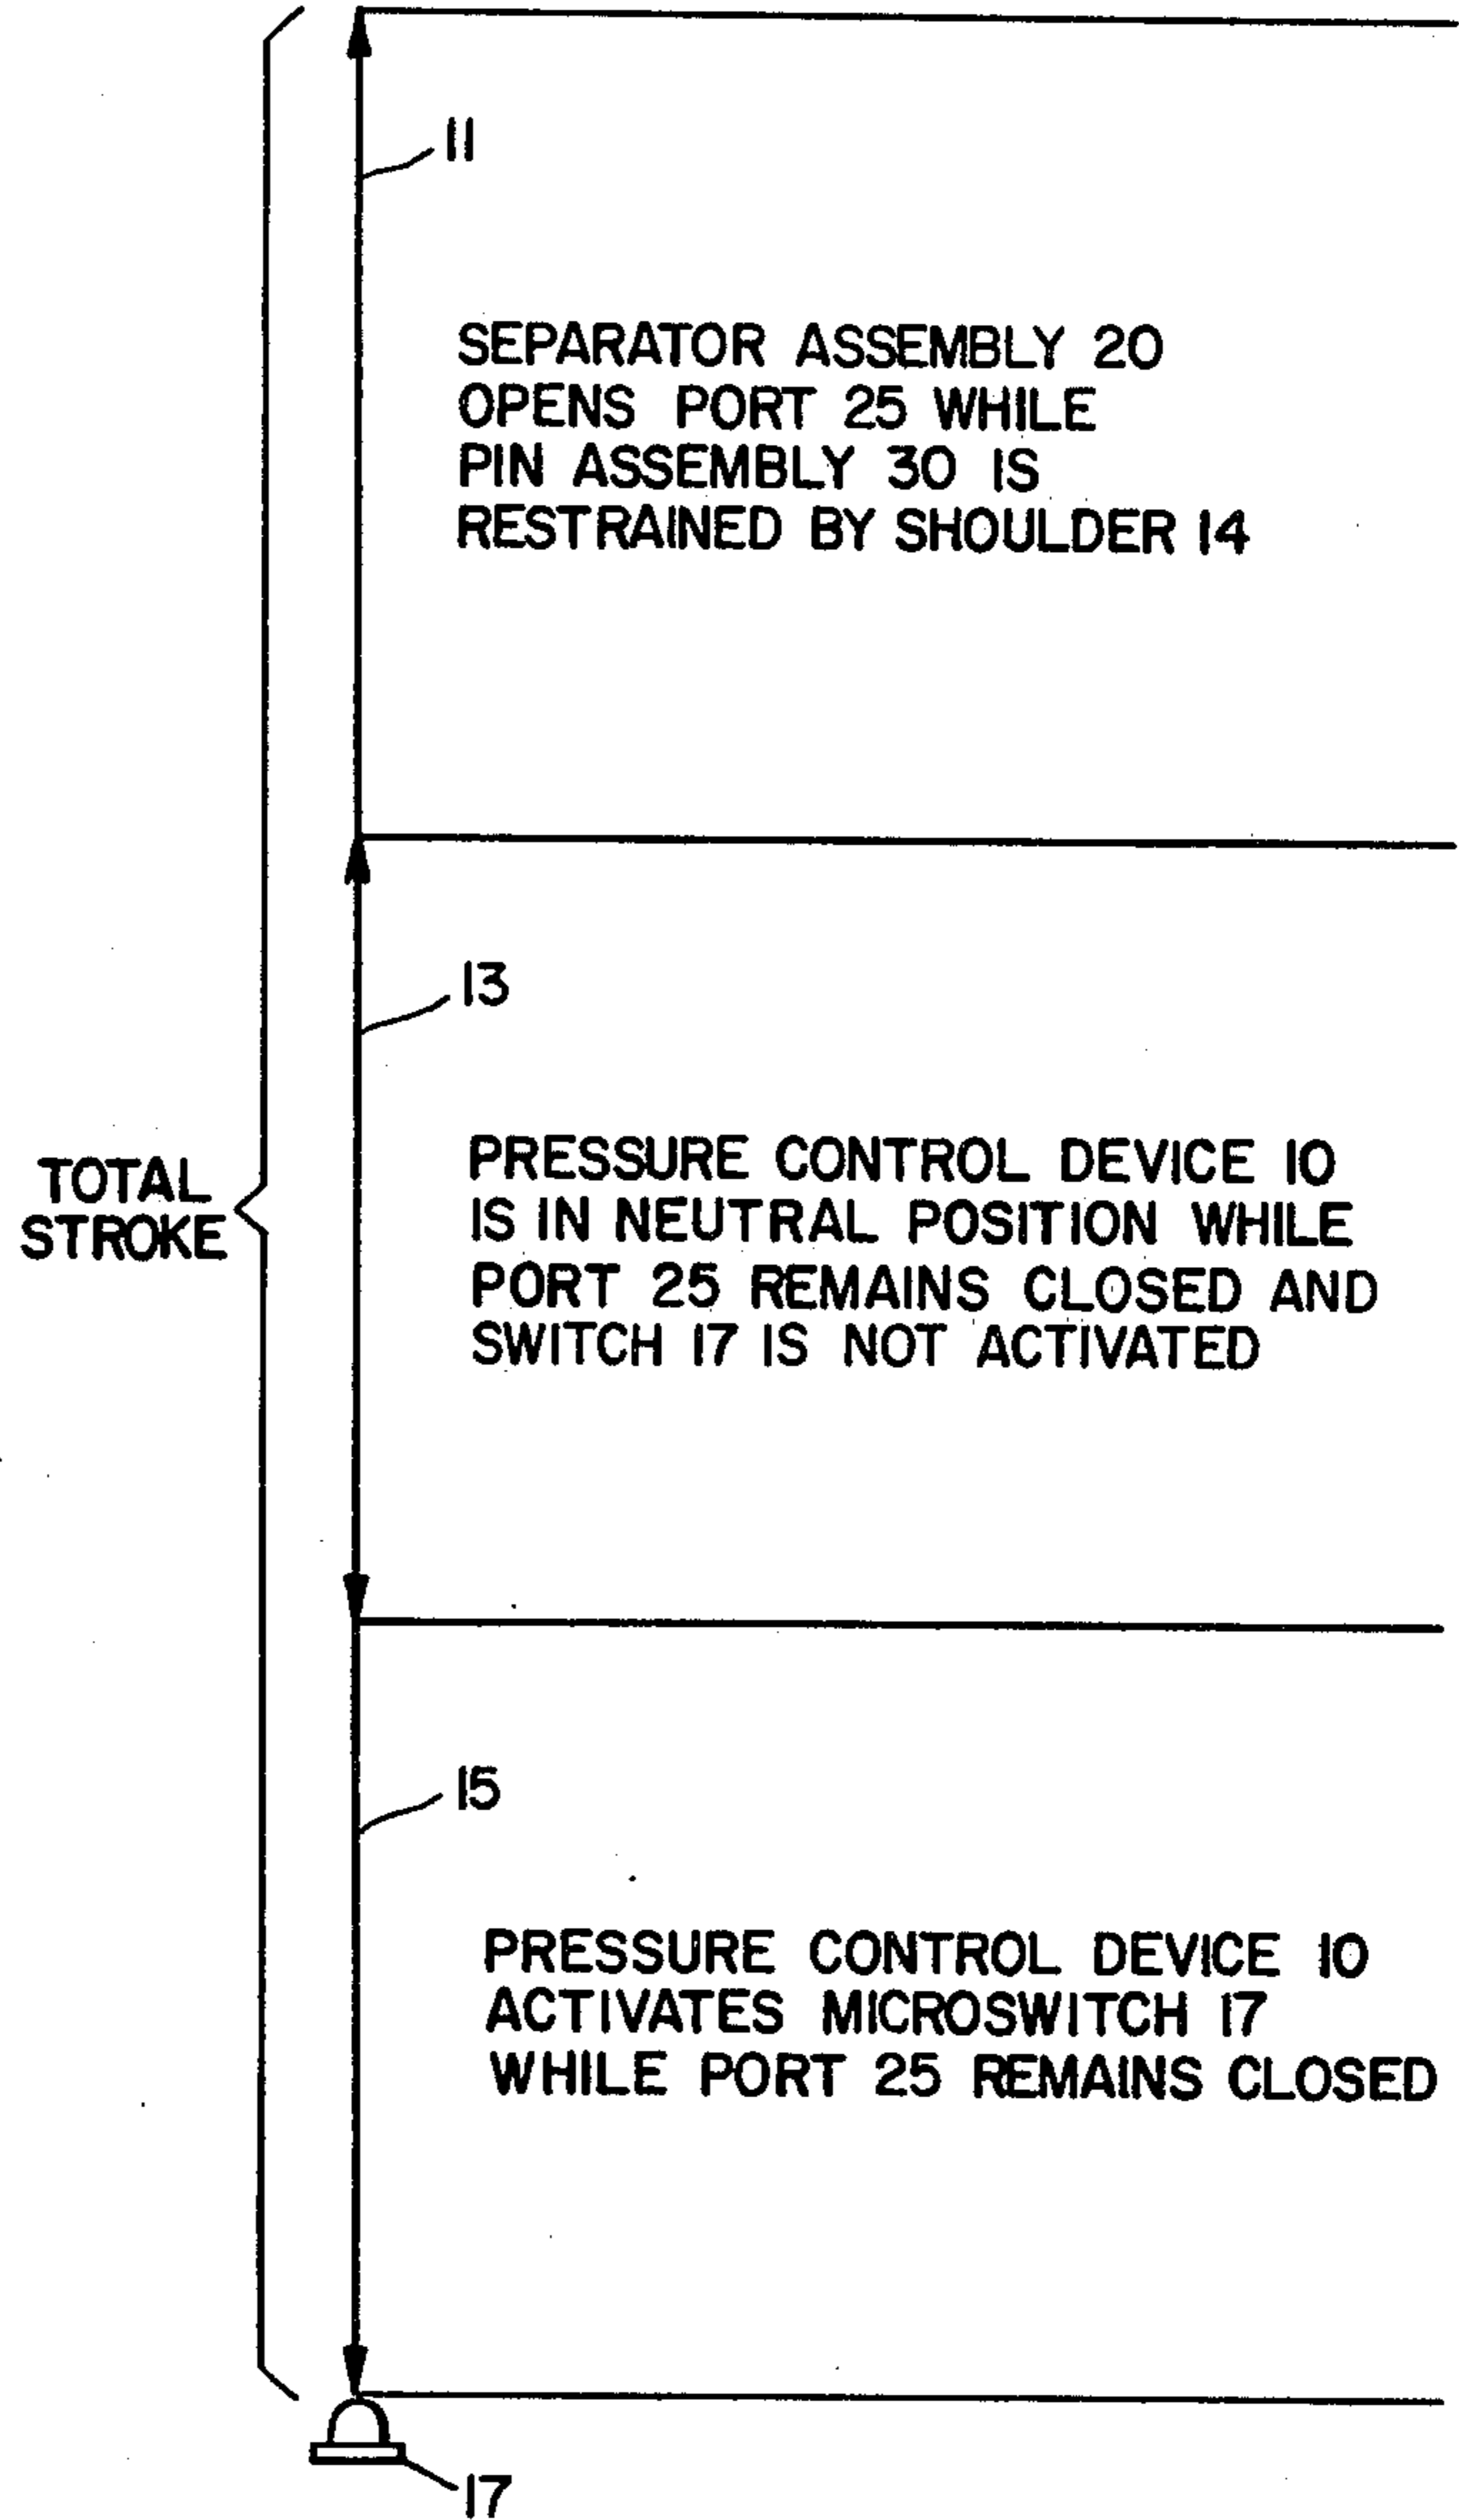 11
SEPARATOR ASSEMBLY 20
OPENS PORT 25 WHILE
PIN ASSEMBLY 30 IS
RESTRAINED BY SHOULDER 14
13
TOTAL
STROKE
PRESSURE CONTROL DEVICE 10
IS IN NEUTRAL POSITION WHILE
PORT 25 REMAINS CLOSED AND
SWITCH 17 IS NOT ACTIVATED
15
PRESSURE CONTROL DEVICE 10
ACTIVATES MICROSWITCH 17
WHILE PORT 25 REMAINS CLOSED
17